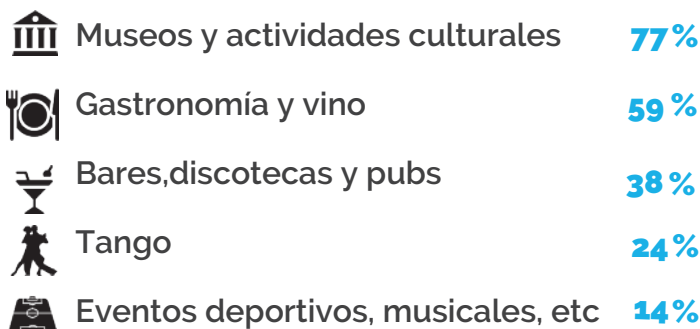 Museos y actividades culturales 77%
Gastronomía y vino 59 %
Bares,discotecas y pubs 38 %
Tango 24%
Eventos deportivos, musicales, etc 14%